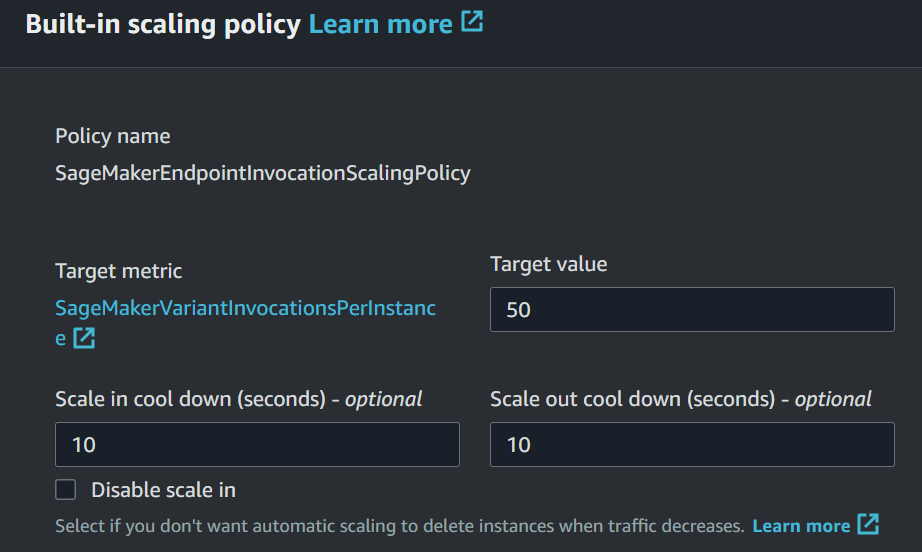 Built-in scaling policy Learn more
Policy name
SageMakerEndpointInvocationScalingPolicy
Target metric
SageMakerVariantInvocationsPerInstanc
e
Target value
50
Scale in cool down (seconds) - optional
10
Scale out cool down (seconds) - optional
10
Disable scale in
Select if you don't want automatic scaling to delete instances when traffic decreases. Learn more